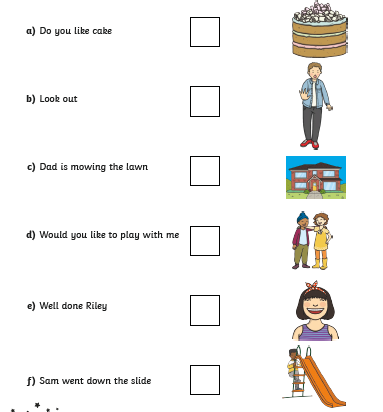 a) Do you like cake
b) Look out
c) Dad is mowing the lawn
d) Would you like to play with me
e) Well done Riley
f) Sam went down the slide